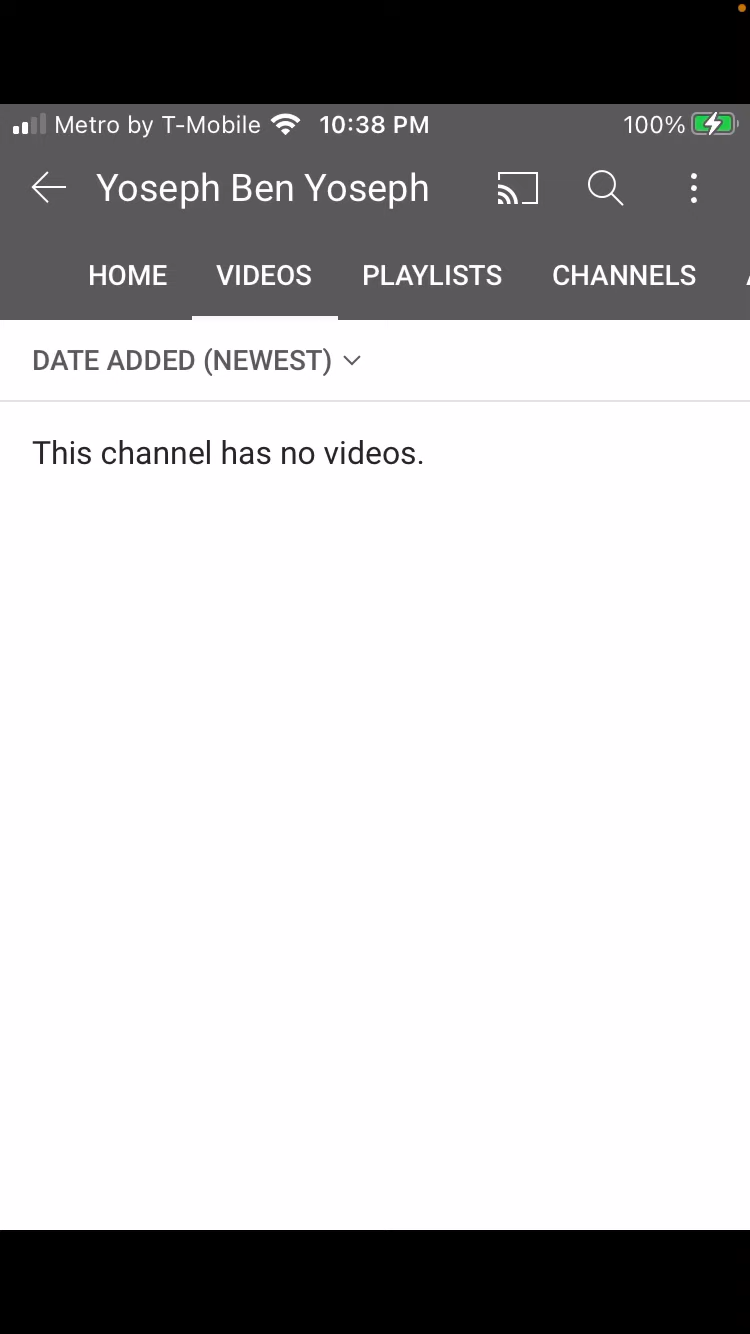 Metro by T-Mobile 10:38 PM 100%
Yoseph Ben Yoseph
HOME VIDEOS PLAYLISTS CHANNELS
DATE ADDED (NEWEST)
This channel has no videos.